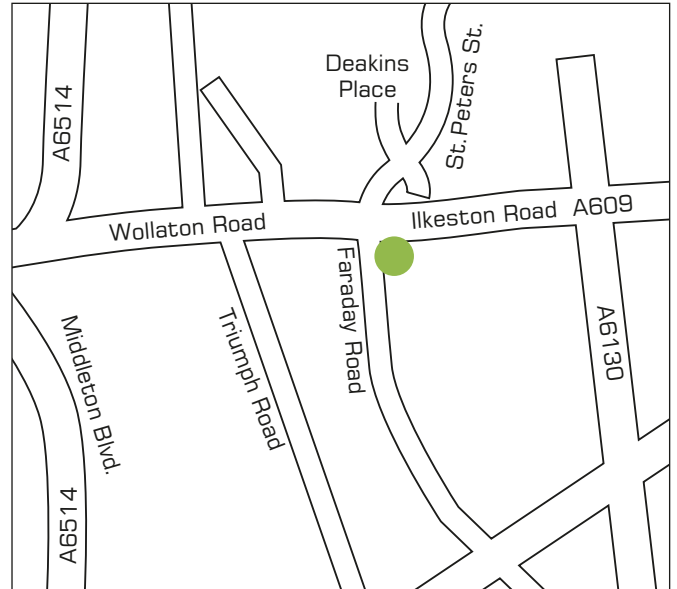 Deakins
Place
St. Peters St.
A6514
Wollaton Road
Ilkeston Road A609
Faraday Road
Triumph Road
A6130
Middleton Blvd.
A6514